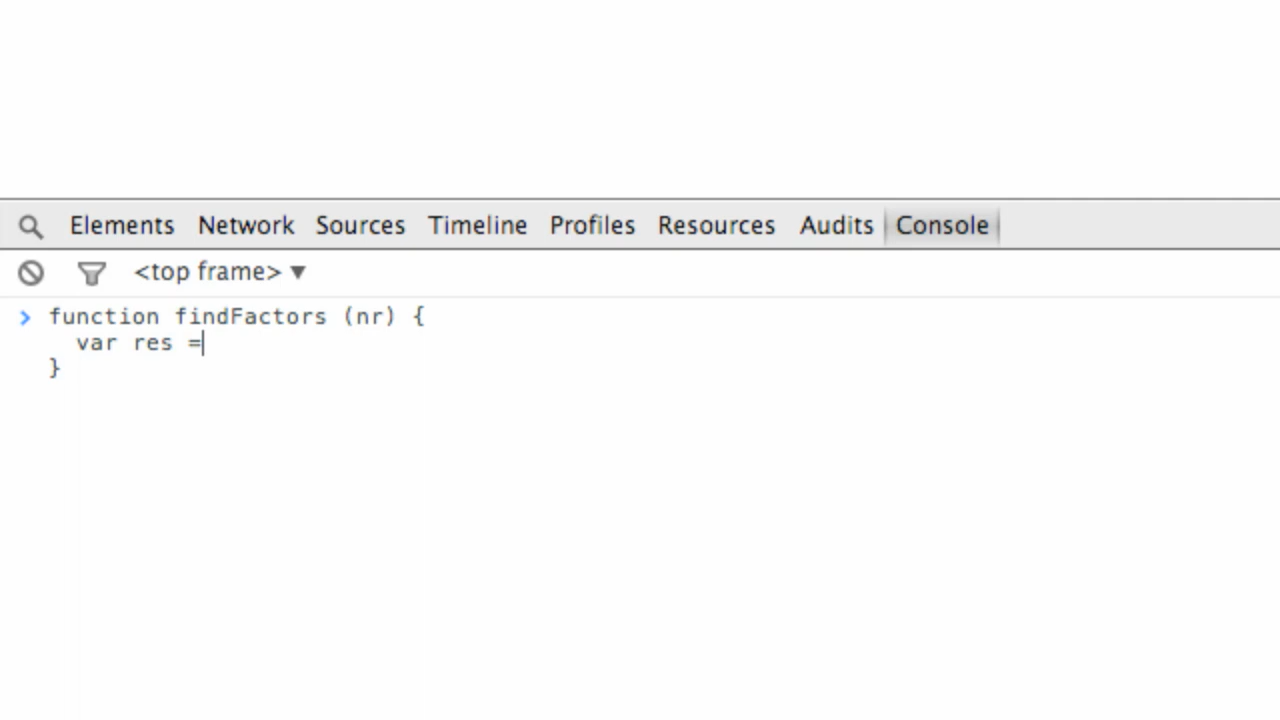 Elements Network Sources Timeline Profiles Resources Audits Console
<top frame> ▼
> function findFactors (nr) {
var res =
}